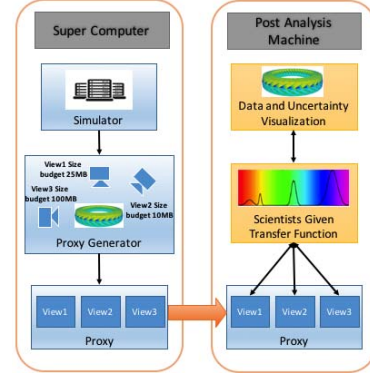 Super Computer
Simulator
View1 Size
budget 25MB
View3 Size
budget 100MB
View2 Size
budget 10MB
Proxy Generator
View1 View2 View3
Proxy
Post Analysis
Machine
Data and Uncertainty
Visualization
Scientists Given
Transfer Function
View1 View2 View3
Proxy